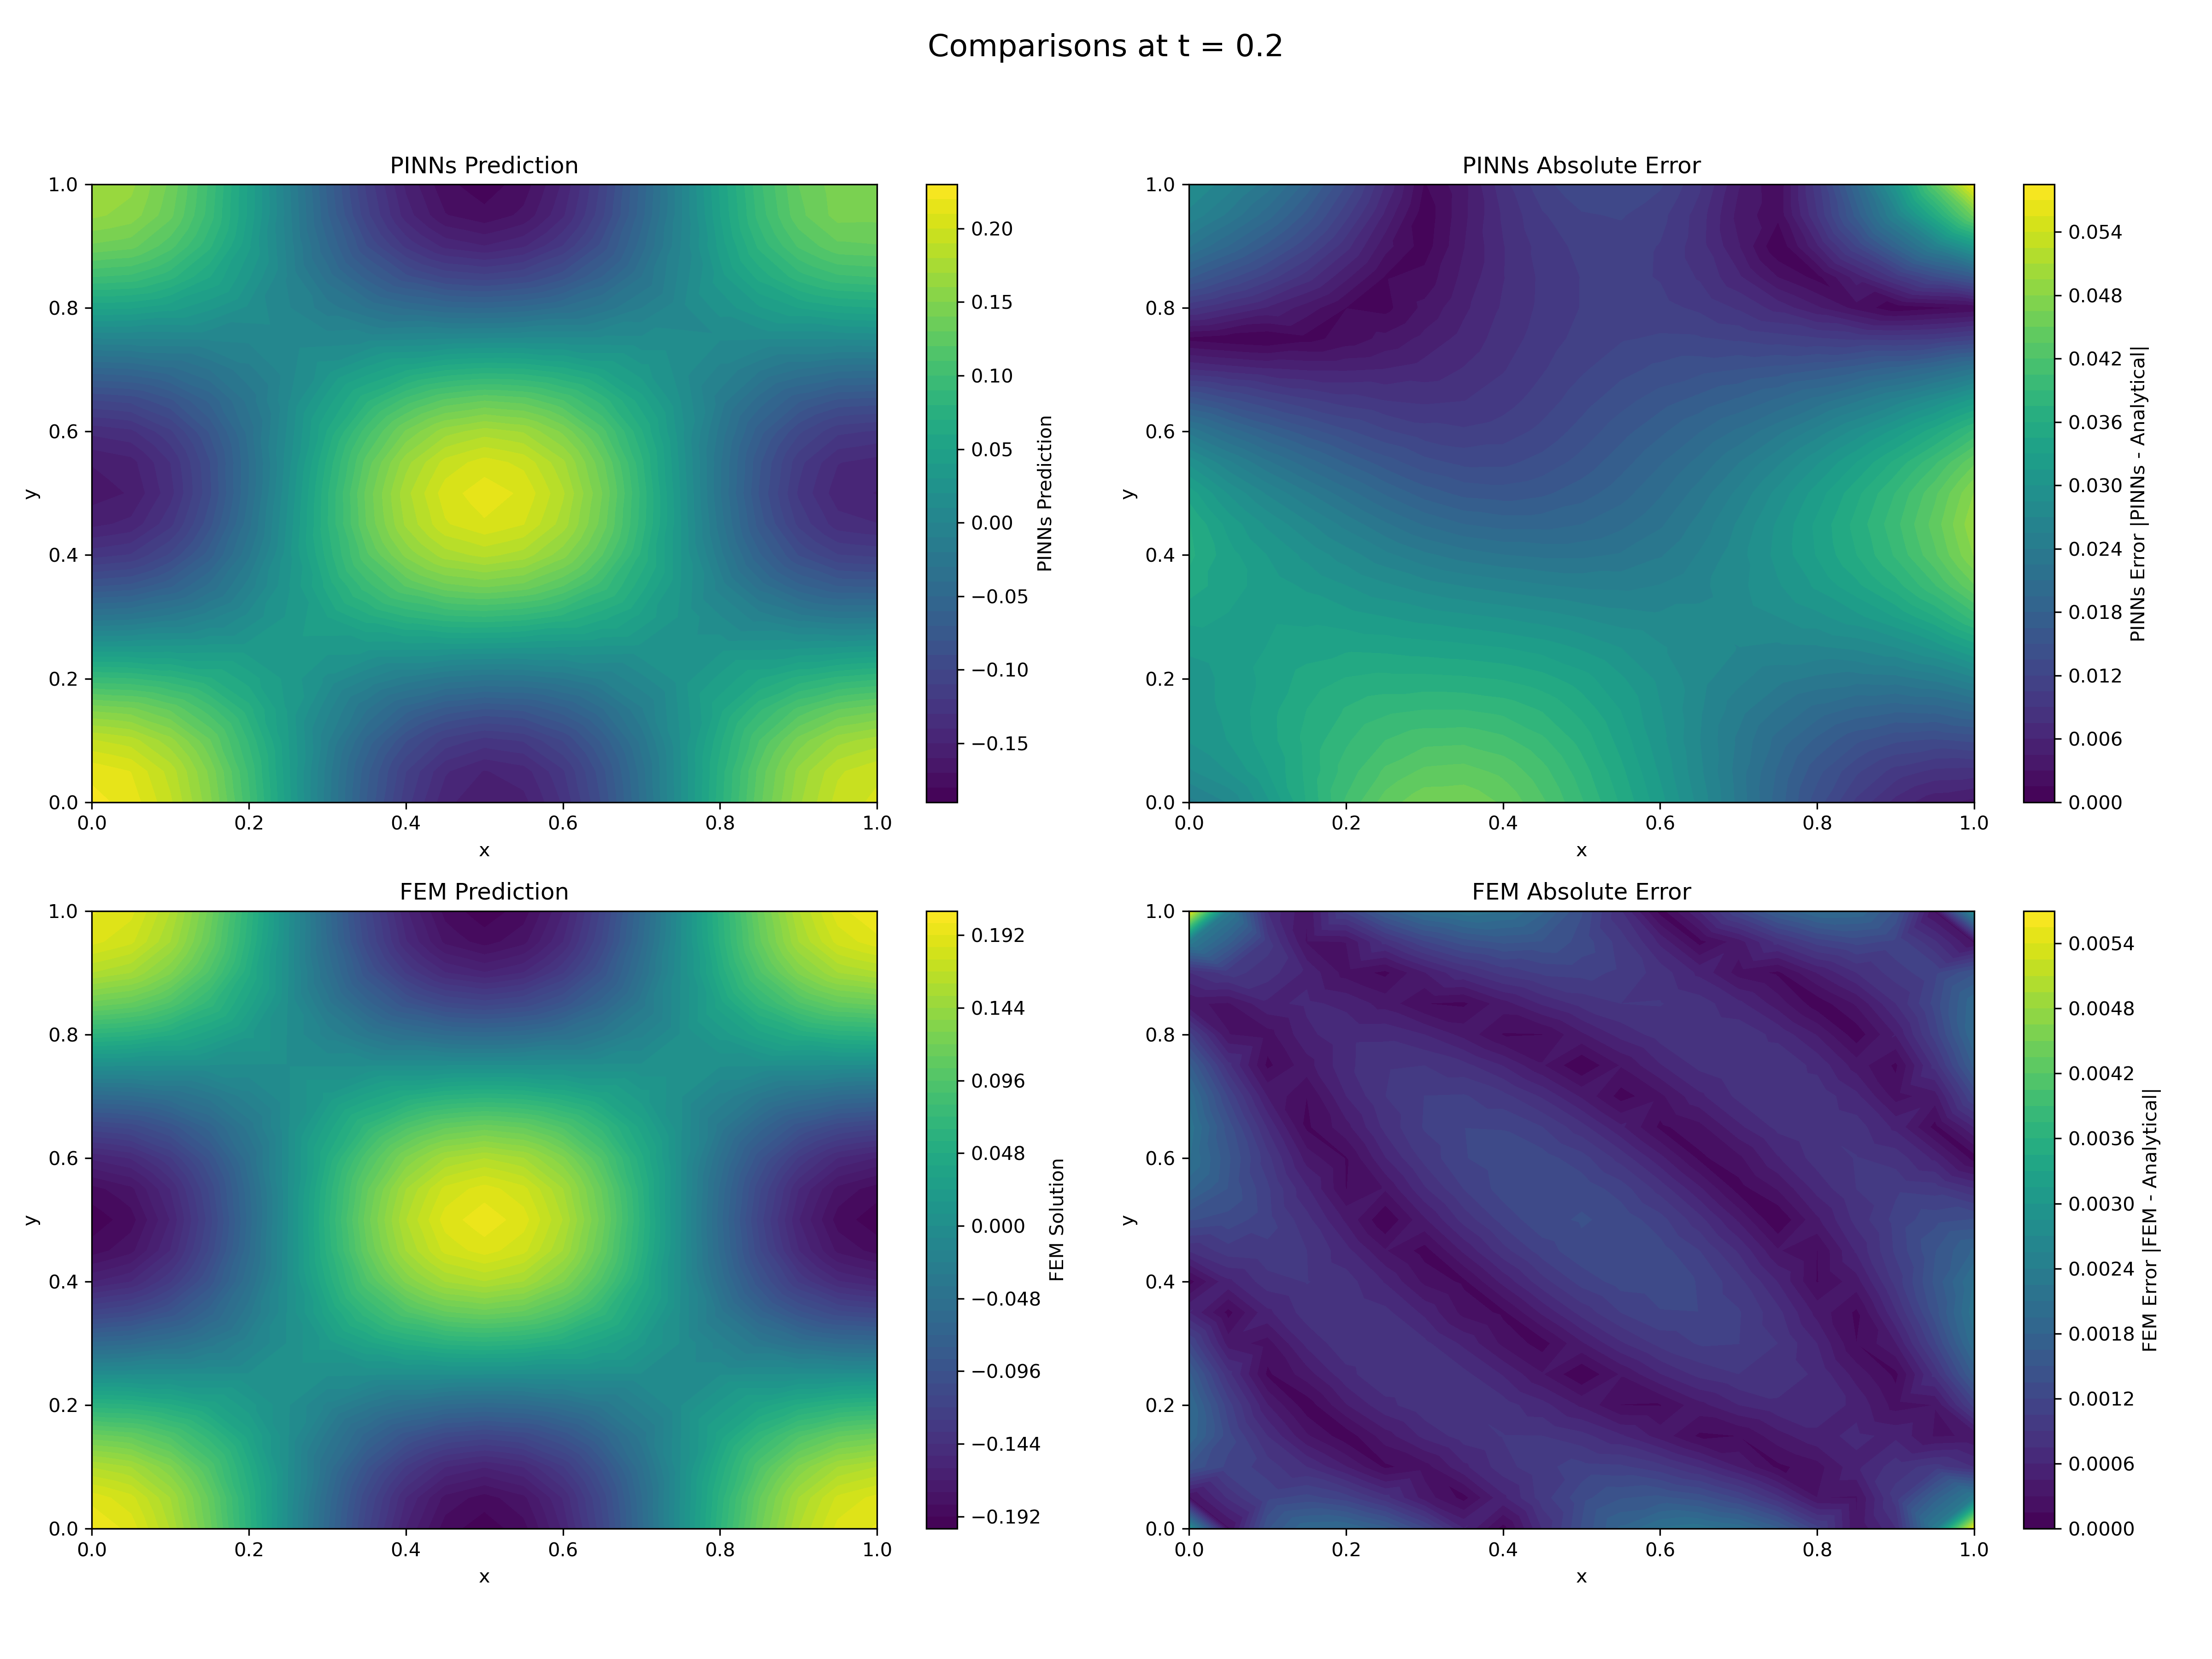 Comparisons at t = 0.2
PINNs Prediction
1.0
0.8
0.6
0.4
0.2
0.0
y
0.0 0.2 0.4 0.6 0.8 1.0
x
0.20
0.15
0.10
0.05
0.00
−0.05
−0.10
−0.15
PINNs Prediction
PINNs Absolute Error
1.0
0.8
0.6
0.4
0.2
0.0
y
0.0 0.2 0.4 0.6 0.8 1.0
x
0.054
0.048
0.042
0.036
0.030
0.024
0.018
0.012
0.006
0.000
PINNs Error |PINNs - Analytical|
FEM Prediction
1.0
0.8
0.6
0.4
0.2
0.0
y
0.0 0.2 0.4 0.6 0.8 1.0
x
0.192
0.144
0.096
0.048
0.000
−0.048
−0.096
−0.144
−0.192
FEM Solution
FEM Absolute Error
1.0
0.8
0.6
0.4
0.2
0.0
y
0.0 0.2 0.4 0.6 0.8 1.0
x
0.0054
0.0048
0.0042
0.0036
0.0030
0.0024
0.0018
0.0012
0.0006
0.0000
FEM Error |FEM - Analytical|